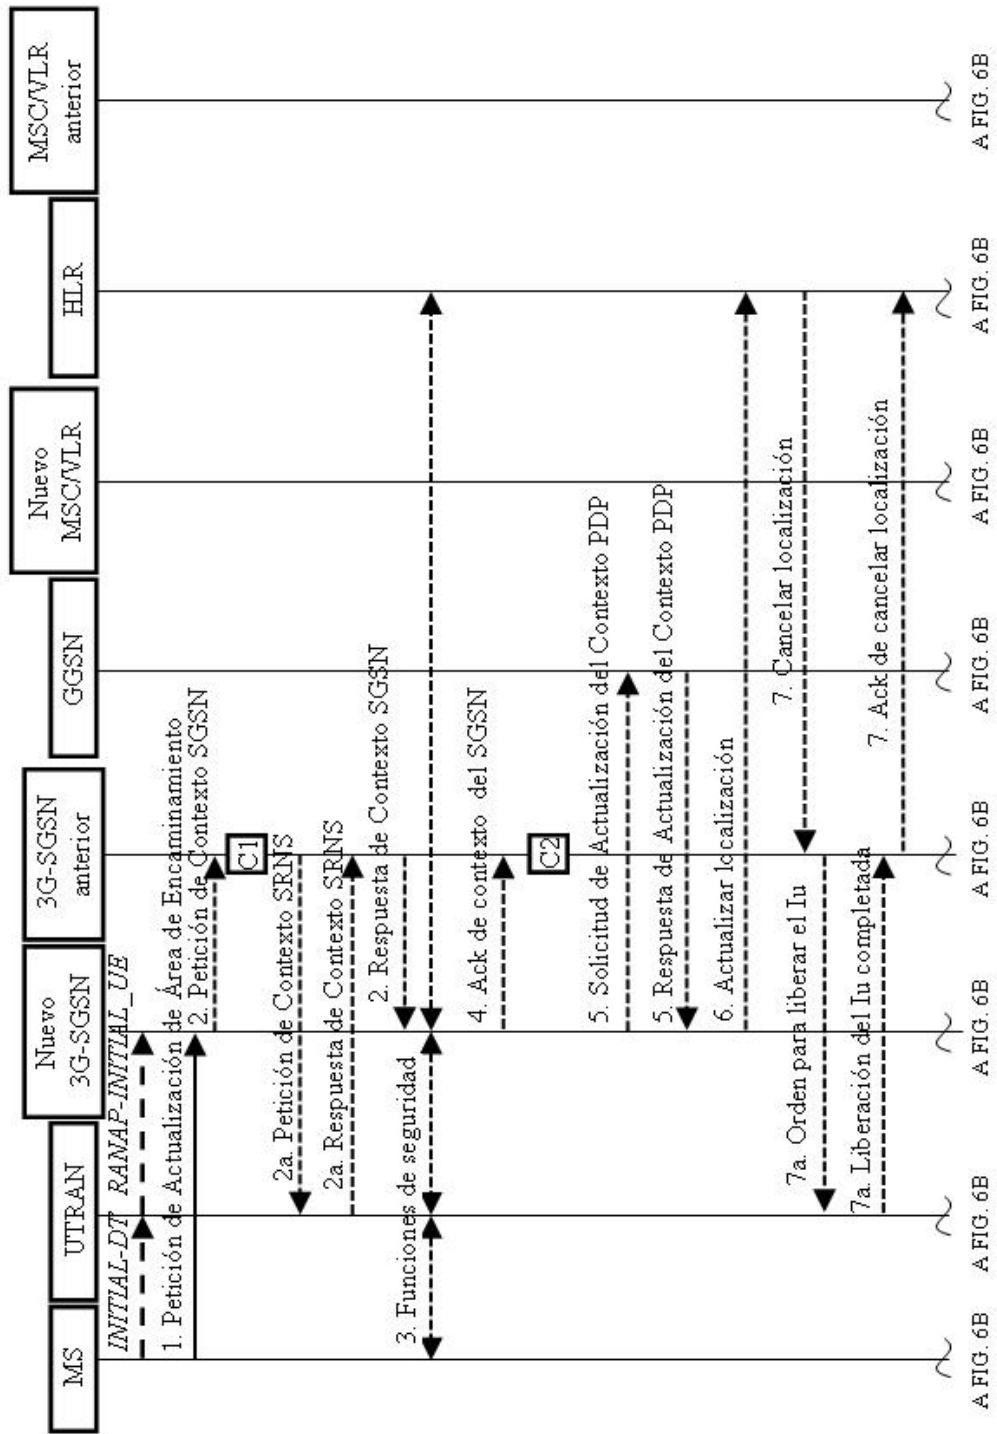 MS
UTRAN
Nuevo
3G-SGSN
3G-SGSN
anterior
GGSN
Nuevo
MSC/VLR
HLR
MSC/VLR
anterior
INITIAL-DT RANAP-INITIAL_UE
1. Petición de Actualización de Área de Encaminamiento
2. Petición de Contexto SGSN
C1
2a. Petición de Contexto SRNS
2a. Respuesta de Contexto SRNS
2. Respuesta de Contexto SGSN
3. Funciones de seguridad
4. Ack de contexto del SGSN
C2
5. Solicitud de Actualización del Contexto PDP
5. Respuesta de Actualización del Contexto PDP
6. Actualizar localización
7. Cancelar localización
7a. Orden para liberar el Iu
7a. Liberación del Iu completada
7. Ack de cancelar localización
A FIG. 6B
A FIG. 6B
A FIG. 6B
A FIG. 6B
A FIG. 6B
A FIG. 6B
A FIG. 6B
A FIG. 6B